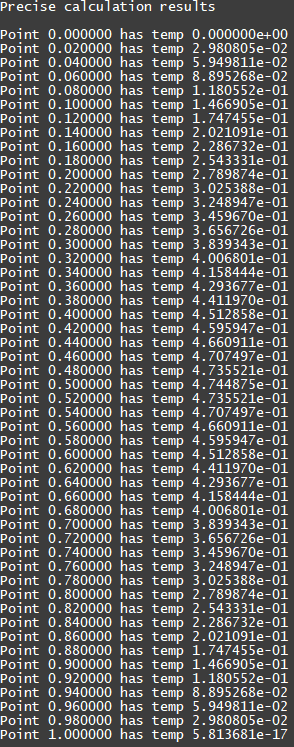 Precise calculation results
Point 0.000000 has temp 0.000000e+00
Point 0.020000 has temp 2.980805e-02
Point 0.040000 has temp 5.949811e-02
Point 0.060000 has temp 8.895268e-02
Point 0.080000 has temp 1.180552e-01
Point 0.100000 has temp 1.466905e-01
Point 0.120000 has temp 1.747455e-01
Point 0.140000 has temp 2.021091e-01
Point 0.160000 has temp 2.286732e-01
Point 0.180000 has temp 2.543331e-01
Point 0.200000 has temp 2.789874e-01
Point 0.220000 has temp 3.025388e-01
Point 0.240000 has temp 3.248947e-01
Point 0.260000 has temp 3.459670e-01
Point 0.280000 has temp 3.656726e-01
Point 0.300000 has temp 3.839343e-01
Point 0.320000 has temp 4.006801e-01
Point 0.340000 has temp 4.158444e-01
Point 0.360000 has temp 4.293677e-01
Point 0.380000 has temp 4.411970e-01
Point 0.400000 has temp 4.512858e-01
Point 0.420000 has temp 4.595947e-01
Point 0.440000 has temp 4.660911e-01
Point 0.460000 has temp 4.707497e-01
Point 0.480000 has temp 4.735521e-01
Point 0.500000 has temp 4.744875e-01
Point 0.520000 has temp 4.735521e-01
Point 0.540000 has temp 4.707497e-01
Point 0.560000 has temp 4.660911e-01
Point 0.580000 has temp 4.595947e-01
Point 0.600000 has temp 4.512858e-01
Point 0.620000 has temp 4.411970e-01
Point 0.640000 has temp 4.293677e-01
Point 0.660000 has temp 4.158444e-01
Point 0.680000 has temp 4.006801e-01
Point 0.700000 has temp 3.839343e-01
Point 0.720000 has temp 3.656726e-01
Point 0.740000 has temp 3.459670e-01
Point 0.760000 has temp 3.248947e-01
Point 0.780000 has temp 3.025388e-01
Point 0.800000 has temp 2.789874e-01
Point 0.820000 has temp 2.543331e-01
Point 0.840000 has temp 2.286732e-01
Point 0.860000 has temp 2.021091e-01
Point 0.880000 has temp 1.747455e-01
Point 0.900000 has temp 1.466905e-01
Point 0.920000 has temp 1.180552e-01
Point 0.940000 has temp 8.895268e-02
Point 0.960000 has temp 5.949811e-02
Point 0.980000 has temp 2.980805e-02
Point 1.000000 has temp 5.813681e-17